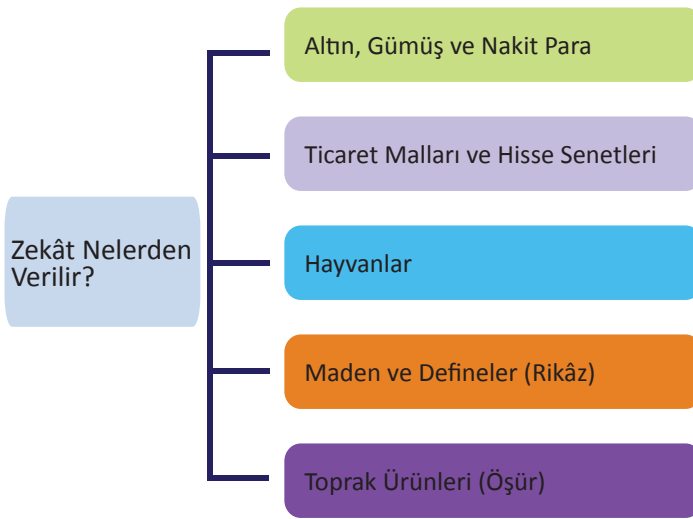 Zekât Nelerden
Verilir?
Altın, Gümüş ve Nakit Para
Ticaret Malları ve Hisse Senetleri
Hayvanlar
Maden ve Defineler (Rikâz)
Toprak Ürünleri (Öşür)